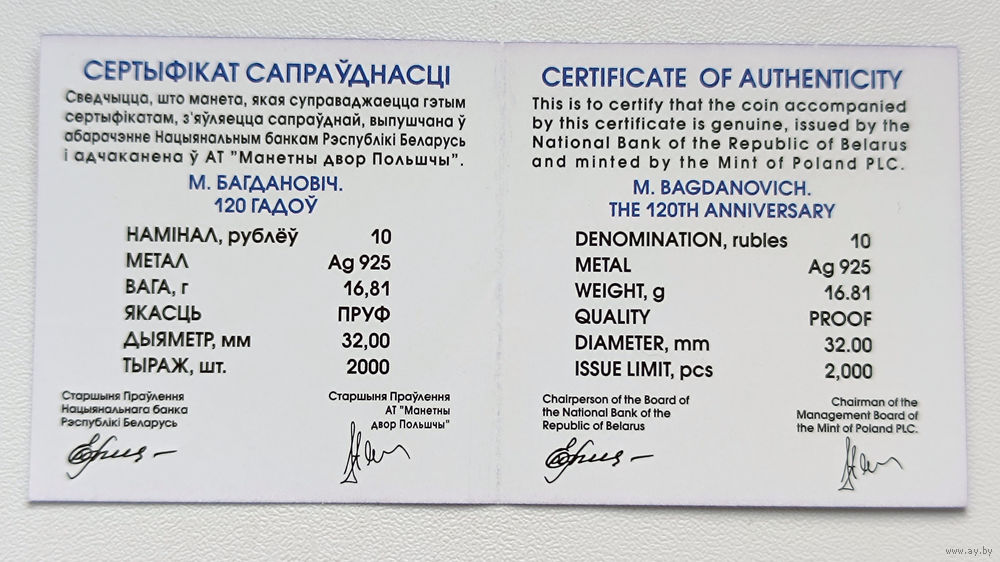 СЕРТЫФІКАТ САПРАЎДНАСЦІ
Сведчыцца, што манета, якая суправаджаецца гэтым
сертыфікатам, з'яўляецца сапраўднай, выпушчана ў
абарачэнне Нацыянальным банкам Рэспублікі Беларусь
і адчаканена ў АТ "Манетны двор Польшчы".
М. БАГДАНОВІЧ.
120 ГАДОЎ
НАМІНАЛ, рублёў 10
МЕТАЛ Ag 925
ВАГА, г 16,81
ЯКАСЦЬ ПРУФ
ДЫЯМЕТР, мм 32,00
ТЫРАЖ, шт. 2000
Старшыня Праўлення
Нацыянальнага банка
Рэспублікі Беларусь
Старшыня Праўлення
АТ "Манетны
двор Польшчы"
CERTIFICATE OF AUTHENTICITY
This is to certify that the coin accompanied
by this certificate is genuine, issued by the
National Bank of the Republic of Belarus
and minted by the Mint of Poland PLC.
M. BAGDANOVICH.
THE 120TH ANNIVERSARY
DENOMINATION, rubles 10
METAL Ag 925
WEIGHT, g 16.81
QUALITY PROOF
DIAMETER, mm 32.00
ISSUE LIMIT, pcs 2,000
Chairperson of the Board of
the National Bank of the
Republic of Belarus
Chairman of the
Management Board of
the Mint of Poland PLC.
www.ay.by